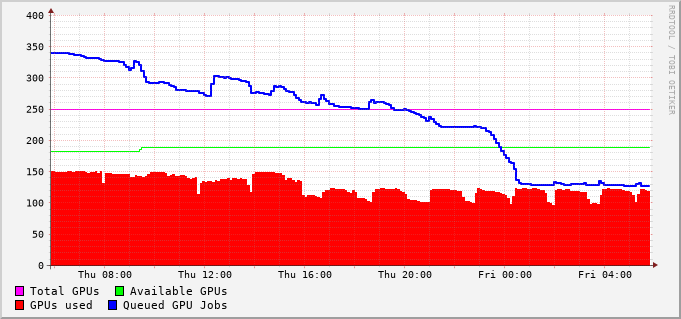 400
350
300
250
200
150
100
50
0
Thu 08:00 Thu 12:00 Thu 16:00 Thu 20:00 Fri 00:00 Fri 04:00
Total GPUs Available GPUs
GPUs used Queued GPU Jobs
RRDTOOL / TOBI OETIKER